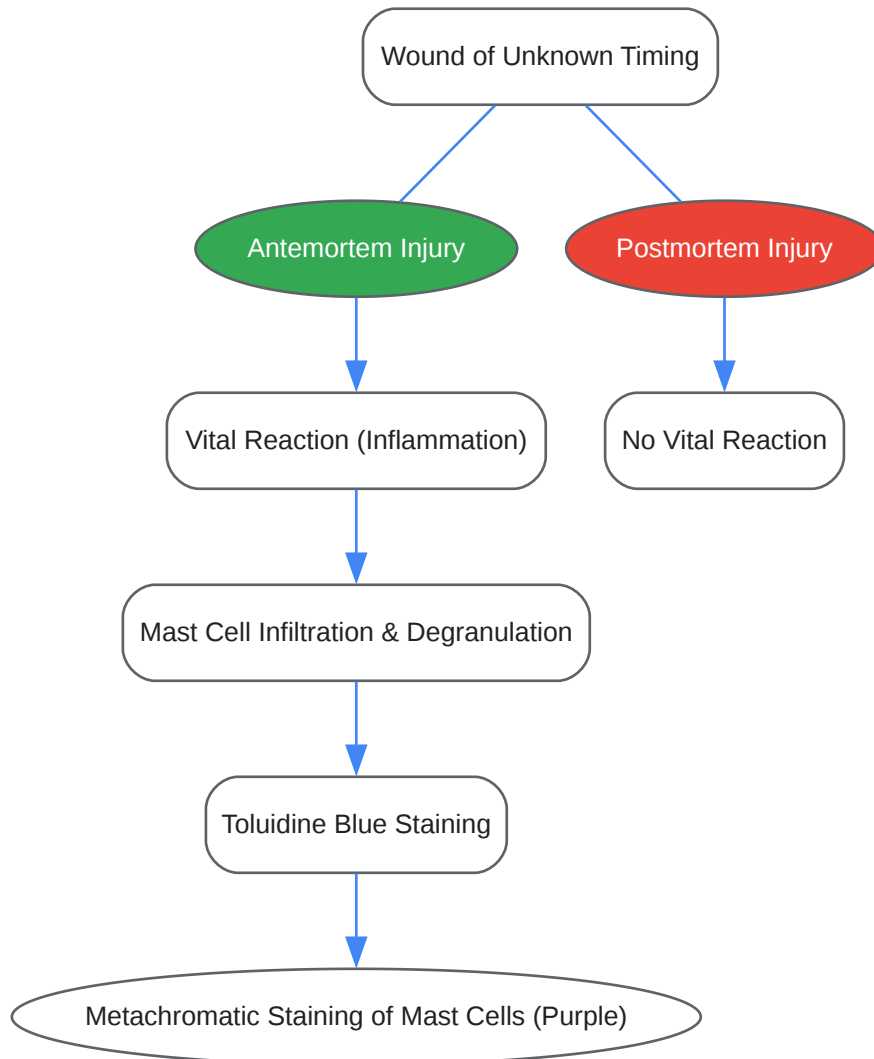 Wound of Unknown Timing
Antemortem Injury
Postmortem Injury
Vital Reaction (Inflammation)
No Vital Reaction
Mast Cell Infiltration & Degranulation
Toluidine Blue Staining
Metachromatic Staining of Mast Cells (Purple)